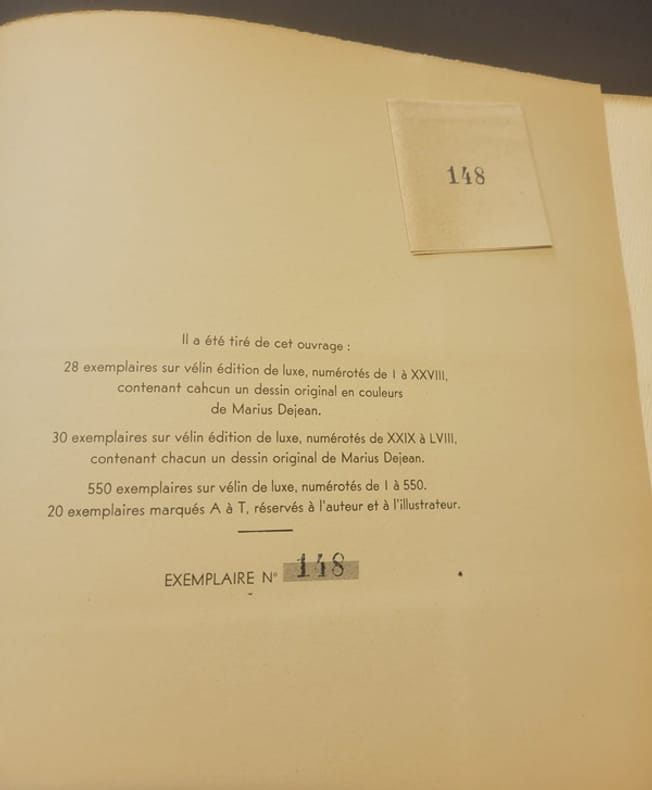 148
Il a été tiré de cet ouvrage :
28 exemplaires sur vélin édition de luxe, numérotés de I à XXVIII,
contenant cahcun un dessin original en couleurs
de Marius Dejean.
30 exemplaires sur vélin édition de luxe, numérotés de XXIX à LVIII,
contenant chacun un dessin original de Marius Dejean.
550 exemplaires sur vélin de luxe, numérotés de I à 550.
20 exemplaires marqués A à T, réservés à l'auteur et à l'illustrateur.
EXEMPLAIRE N° 148